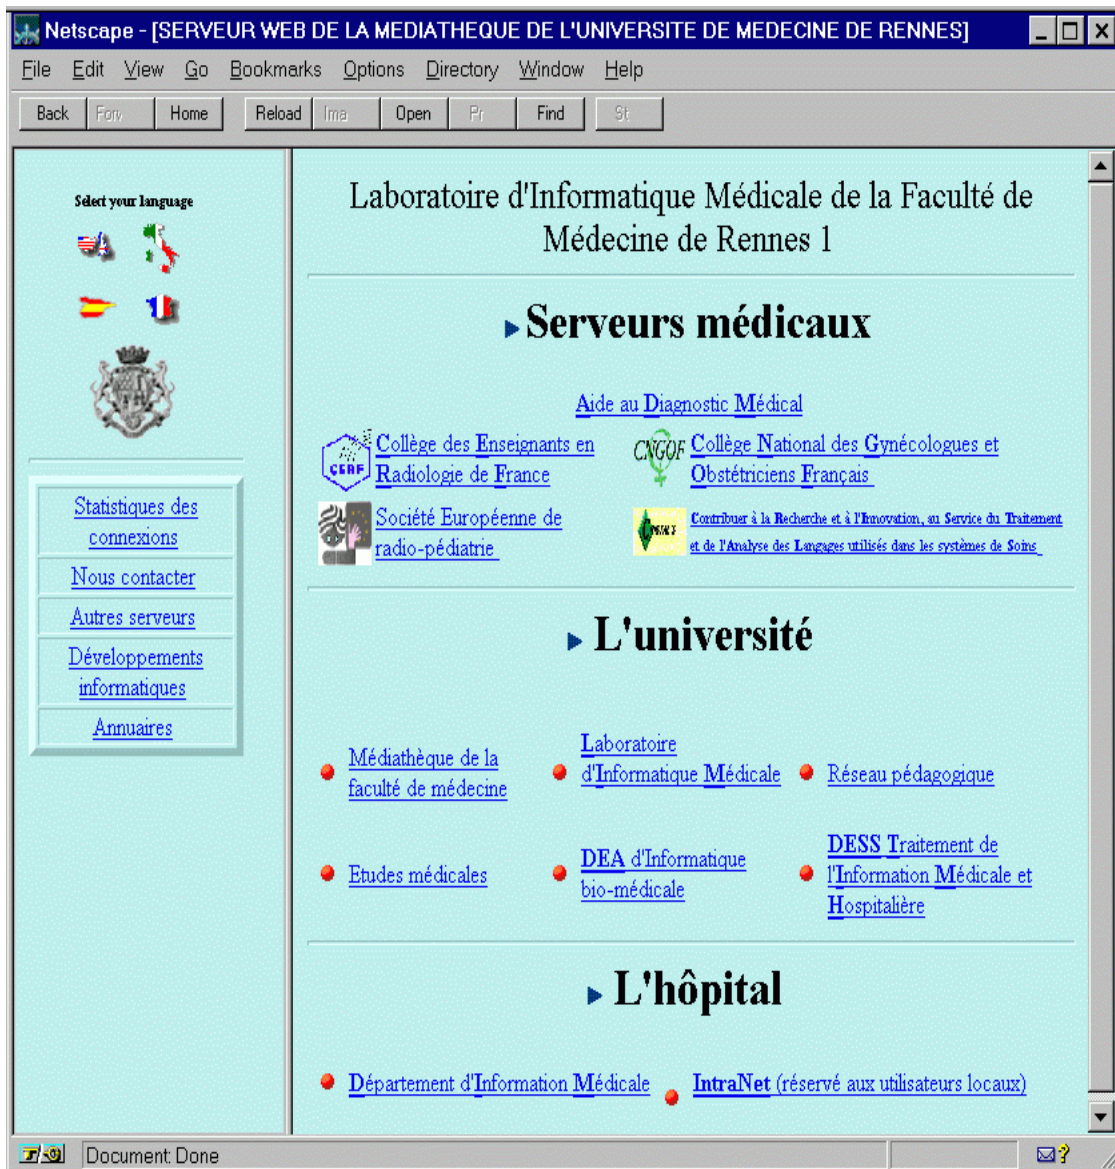 Netscape - [SERVEUR WEB DE LA MEDIATHEQUE DE L'UNIVERSITE DE MEDECINE DE RENNES]
File Edit View Go Bookmarks Options Directory Window Help
Back Forv Home Reload Ima Open Pr Find St
Select your language
Statistiques des
connexions
Nous contacter
Autres serveurs
Développements
informatiques
Annuaires
Laboratoire d'Informatique Médicale de la Faculté de
Médecine de Rennes 1
Serveurs médicaux
Aide au Diagnostic Médical
CERF
Collège des Enseignants en
Radiologie de France
CNGOF
Collège National des Gynécologues et
Obstétriciens Français
Société Européenne de
radio-pédiatrie
Contribuer à la Recherche et à l'Innovation, au Service du Traitement
et de l'Analyse des Langages utilisés dans les systèmes de Soins
L'université
Médiathèque de la
faculté de médecine
Laboratoire
d'Informatique Médicale
Réseau pédagogique
Etudes médicales
DEA d'Informatique
bio-médicale
DESS Traitement de
l'Information Médicale et
Hospitalière
L'hôpital
Département d'Information Médicale
IntraNet (réservé aux utilisateurs locaux)
Document: Done